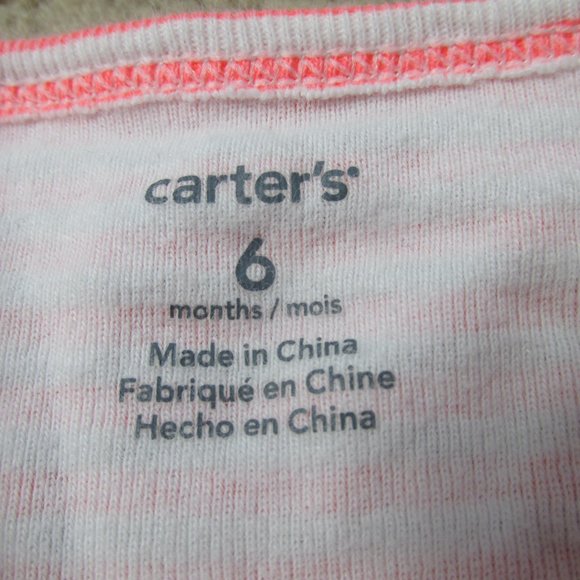 carter's
6
months / mois
Made in China
Fabriqué en Chine
Hecho en China